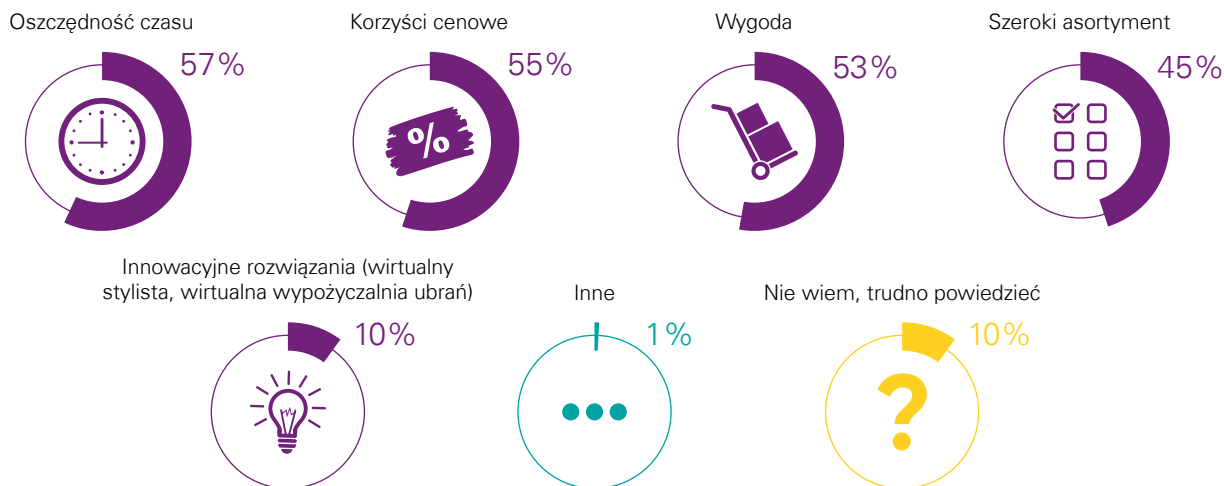 Oszczędność czasu
57%
Korzyści cenowe
55%
%
Wygoda
53%
Szeroki asortyment
45%
Innowacyjne rozwiązania (wirtualny
stylista, wirtualna wypożyczalnia ubrań)
10%
Inne
1%
Nie wiem, trudno powiedzieć
10%
?